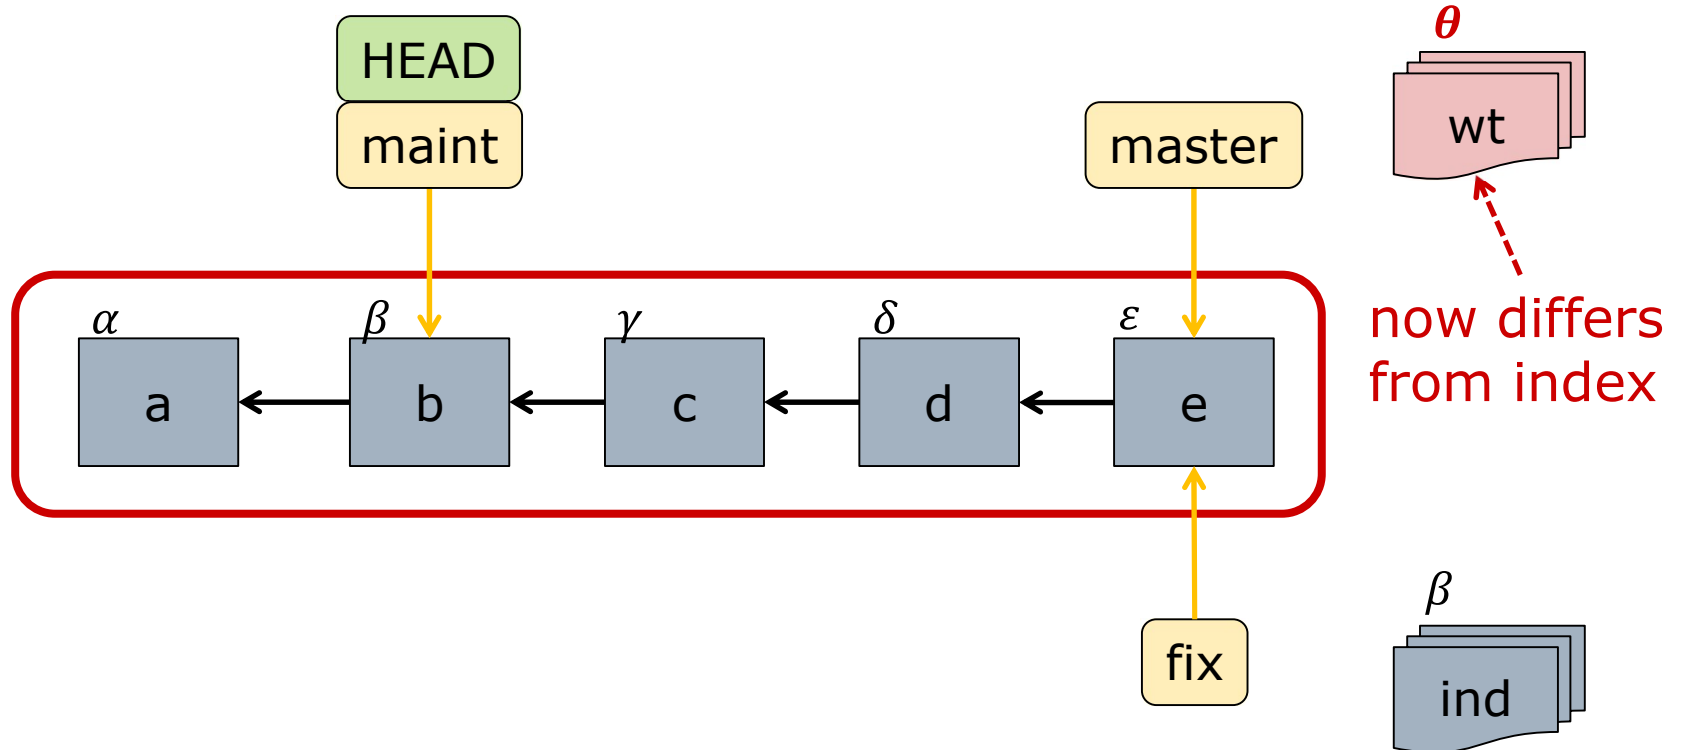 θ
HEAD
maint
master
wt
now differs
from index
α
β
γ
δ
ε
a
b
c
d
e
β
fix
ind